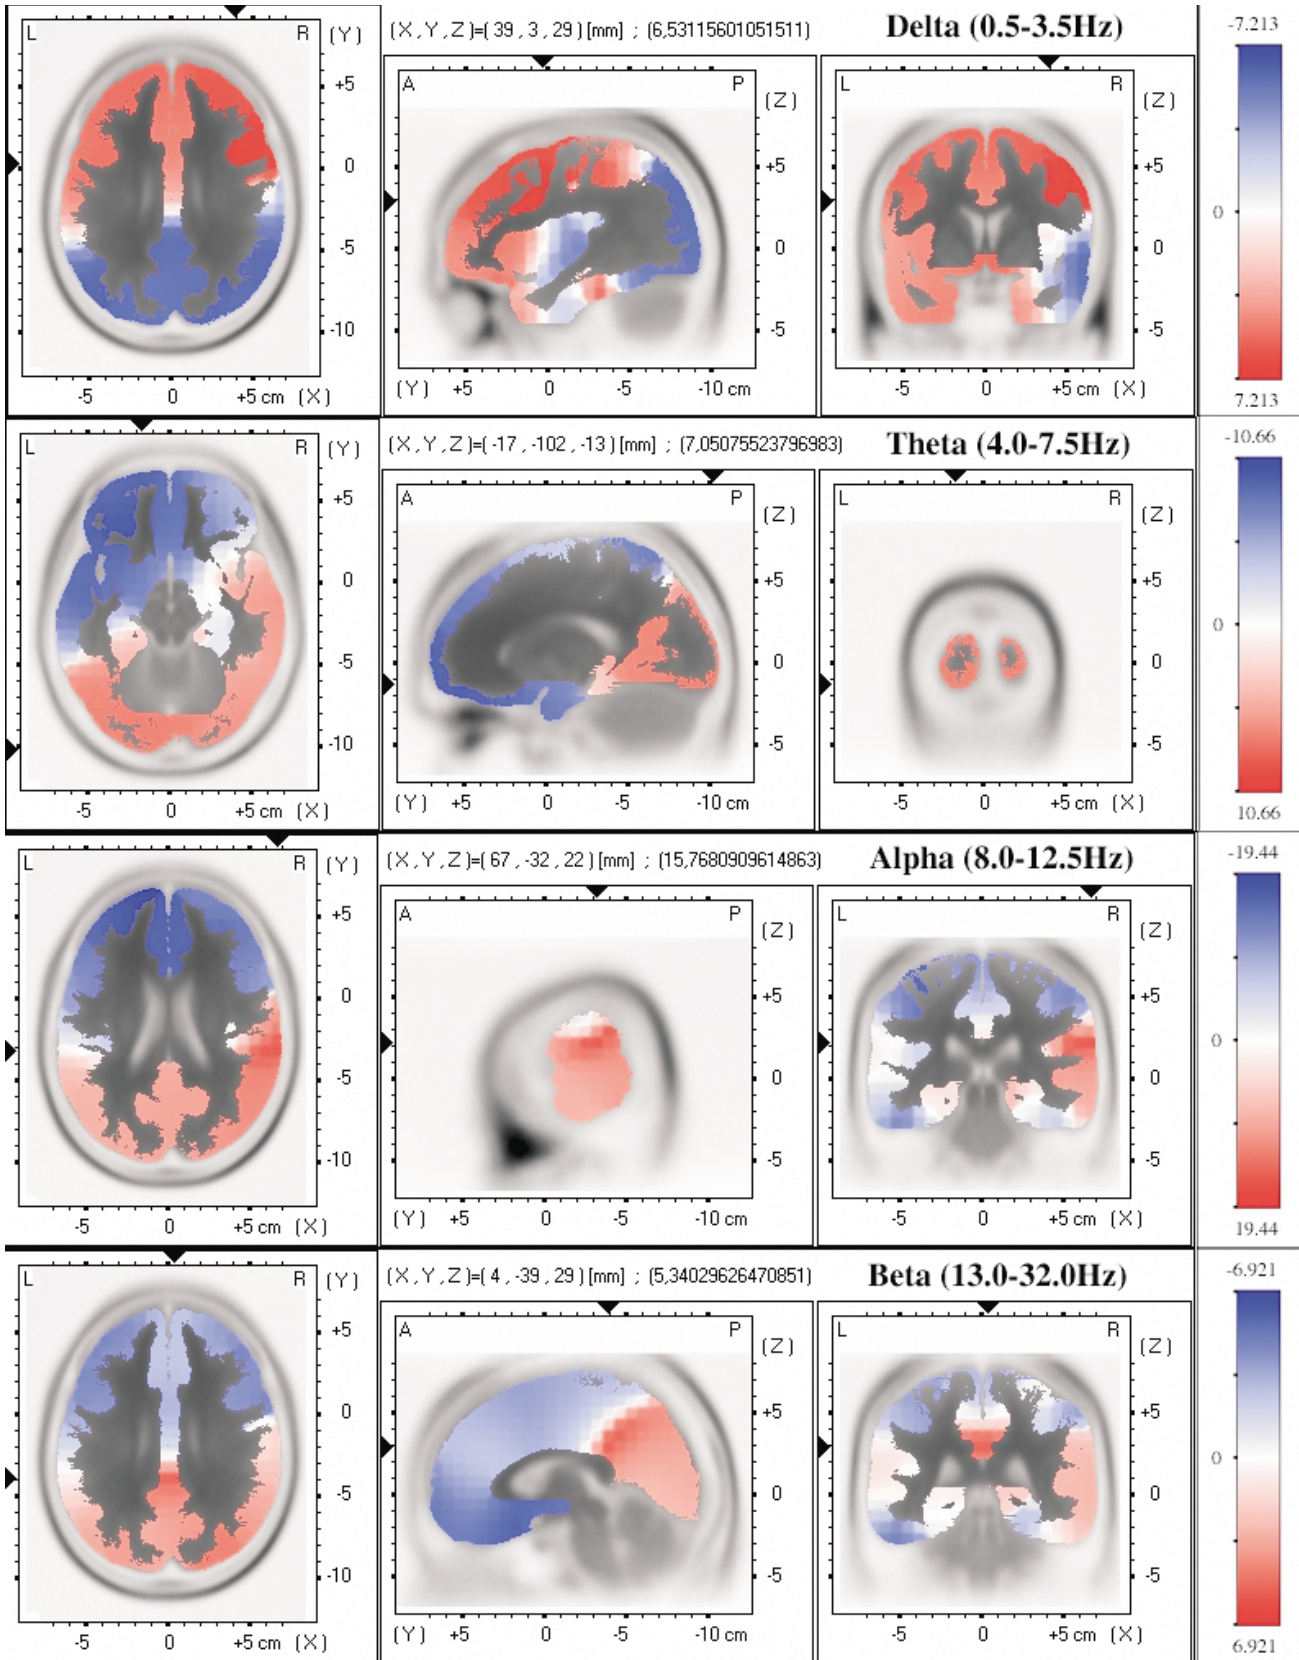 (X,Y,Z)=( 39 , 3 , 29 ) [mm] ; (6,53115601051511)
Delta (0.5-3.5Hz)
-7.213
L R (Y)
A P (Z)
L R (Z)
+5
0
-5
-10
+5
0
-5
+5
0
-5
0
-5 0 +5 cm (X)
(Y) +5 0 -5 -10 cm
-5 0 +5 cm (X)
7.213
(X,Y,Z)=( -17 , -102 , -13 ) [mm] ; (7,05075523796983)
Theta (4.0-7.5Hz)
-10.66
L R (Y)
A P (Z)
L R (Z)
+5
0
-5
-10
+5
0
-5
+5
0
-5
0
-5 0 +5 cm (X)
(Y) +5 0 -5 -10 cm
-5 0 +5 cm (X)
10.66
(X,Y,Z)=( 67 , -32 , 22 ) [mm] ; (15,7680909614863)
Alpha (8.0-12.5Hz)
-19.44
L R (Y)
A P (Z)
L R (Z)
+5
0
-5
-10
+5
0
-5
+5
0
-5
0
-5 0 +5 cm (X)
(Y) +5 0 -5 -10 cm
-5 0 +5 cm (X)
19.44
(X,Y,Z)=( 4 , -39 , 29 ) [mm] ; (5,34029626470851)
Beta (13.0-32.0Hz)
-6.921
L R (Y)
A P (Z)
L R (Z)
+5
0
-5
-10
+5
0
-5
+5
0
-5
0
-5 0 +5 cm (X)
(Y) +5 0 -5 -10 cm
-5 0 +5 cm (X)
6.921